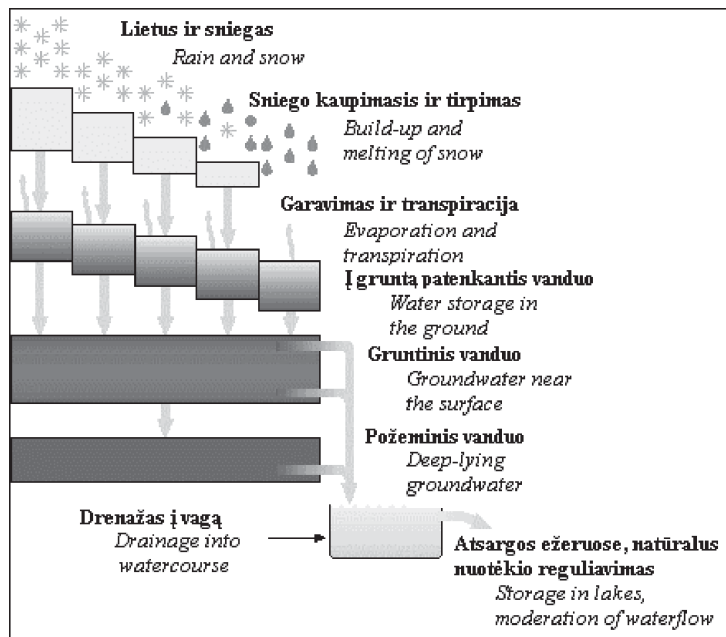 Lietus ir sniegas
Rain and snow
Sniego kaupimasis ir tirpimas
Build-up and
melting of snow
Garavimas ir transpiracija
Evaporation and
transpiration
Į gruntą patenkantis vanduo
Water storage in
the ground
Gruntinis vanduo
Groundwater near
the surface
Požeminis vanduo
Deep-lying
groundwater
Drenažas į vagą
Drainage into
watercourse
Atsargos ežeruose, natūralus
nuotėkio reguliavimas
Storage in lakes,
moderation of waterflow